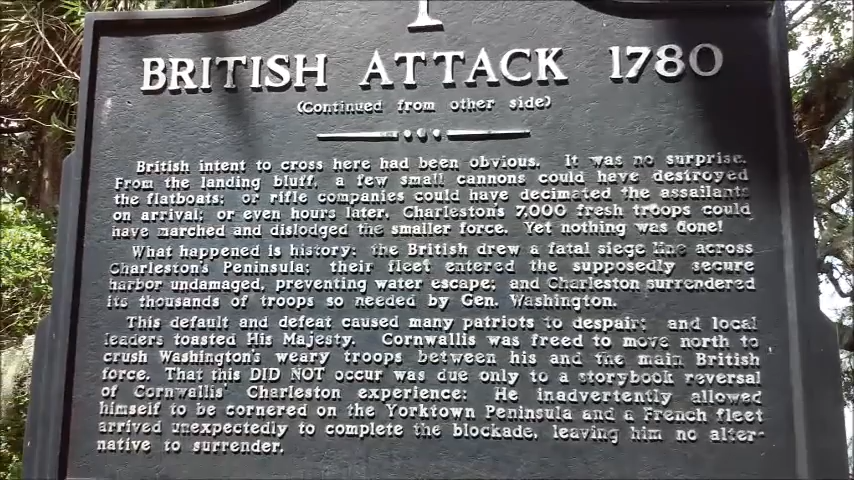 BRITISH ATTACK 1780
(Continued from other side)
British intent to cross here had been obvious. It was no surprise.
From the landing bluff, a few small cannons could have destroyed
the flatboats; or rifle companies could have decimated the assailants
on arrival; or even hours later, Charleston's 7,000 fresh troops could
have marched and dislodged the smaller force. Yet nothing was done!
What happened is history: the British drew a fatal siege line across
Charleston's Peninsula; their fleet entered the supposedly secure
harbor undamaged, preventing water escape; and Charleston surrendered
its thousands of troops so needed by Gen. Washington.
This default and defeat caused many patriots to despair; and local
leaders toasted His Majesty. Cornwallis was freed to move north to
crush Washington's weary troops between his and the main British
force. That this DID NOT occur was due only to a storybook reversal
of Cornwallis' Charleston experience: He inadvertently allowed
himself to be cornered on the Yorktown Peninsula and a French fleet
arrived unexpectedly to complete the blockade, leaving him no alter-
native to surrender.